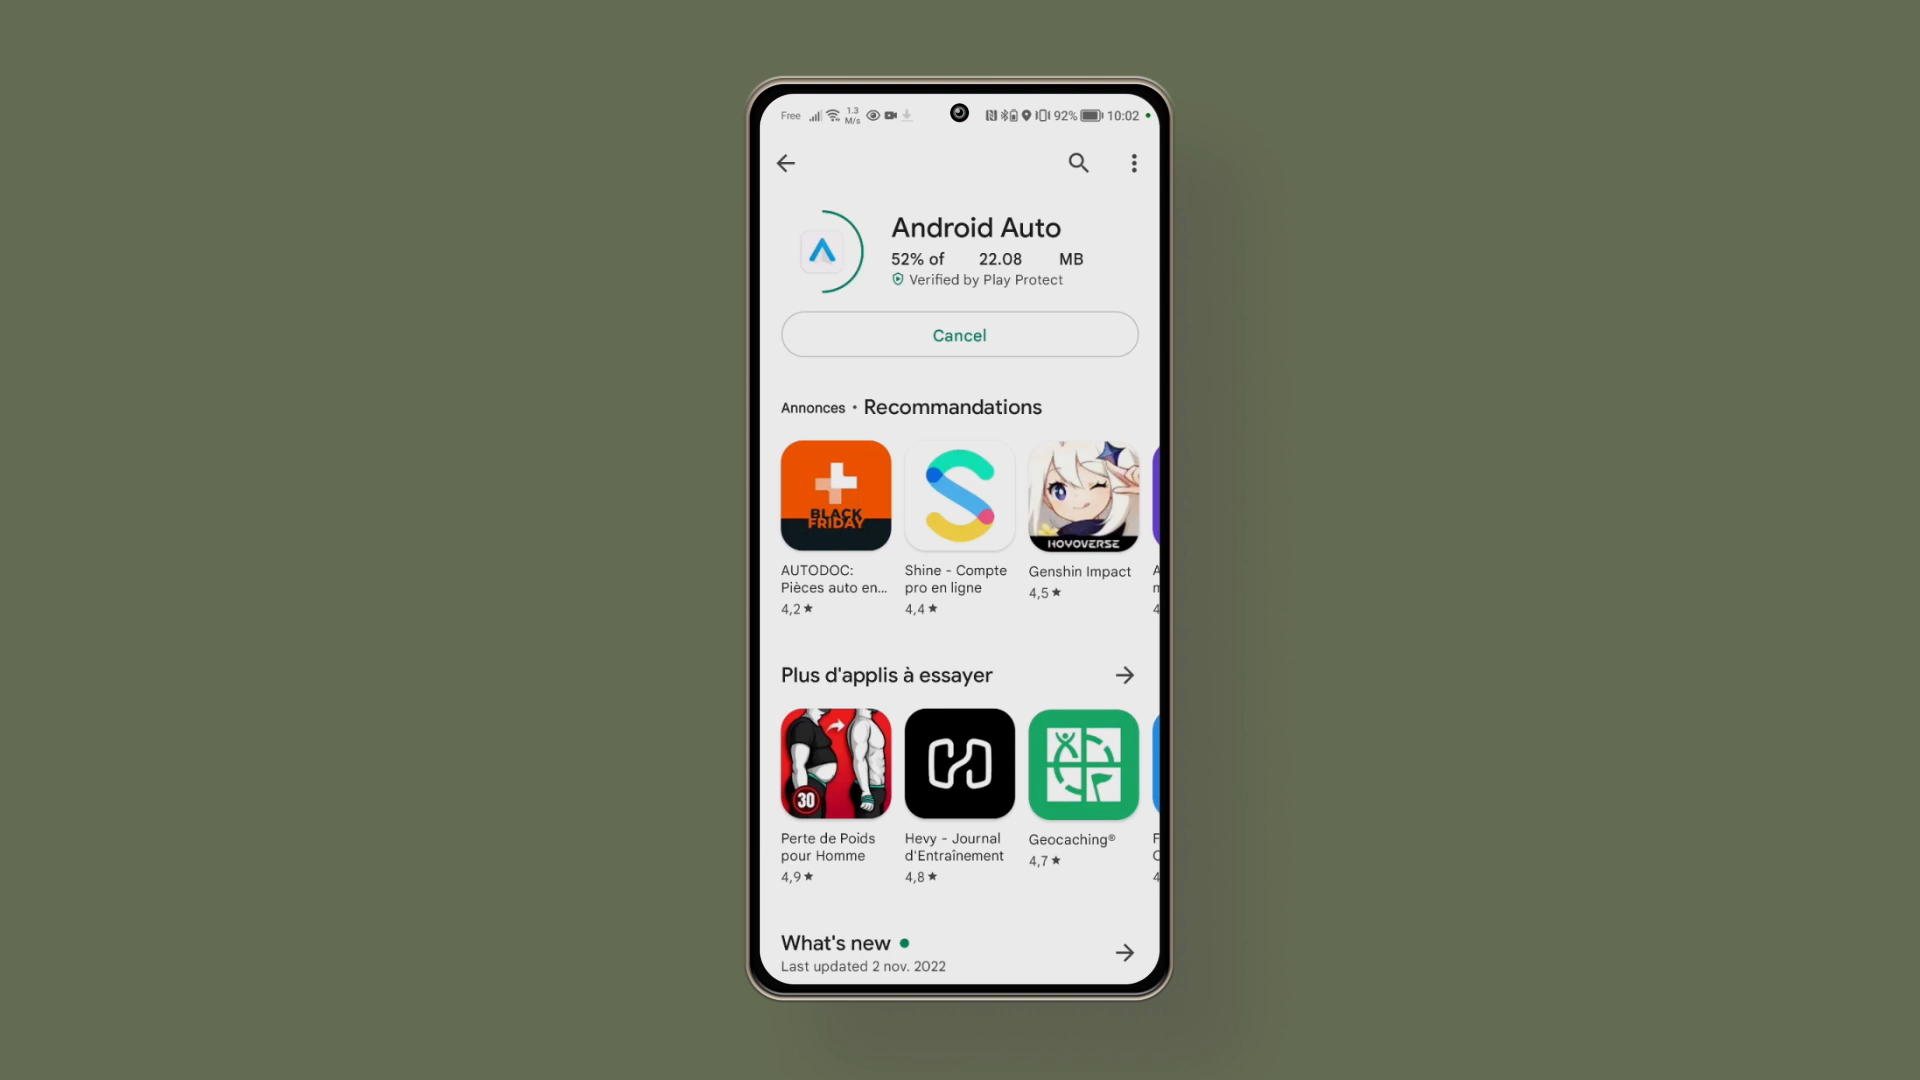 Free 1.3 M/s 92% 10:02
Android Auto
52% of 22.08 MB
Verified by Play Protect
Cancel
Annonces • Recommandations
BLACK
FRIDAY
HOYOVERSE
AUTODOC:
Pièces auto en...
4,2★
Shine - Compte
pro en ligne
4,4★
Genshin Impact
4,5★
Plus d'applis à essayer
30
Perte de Poids
pour Homme
4,9★
Hevy - Journal
d'Entraînement
4,8★
Geocaching®
4,7★
What's new
Last updated 2 nov. 2022